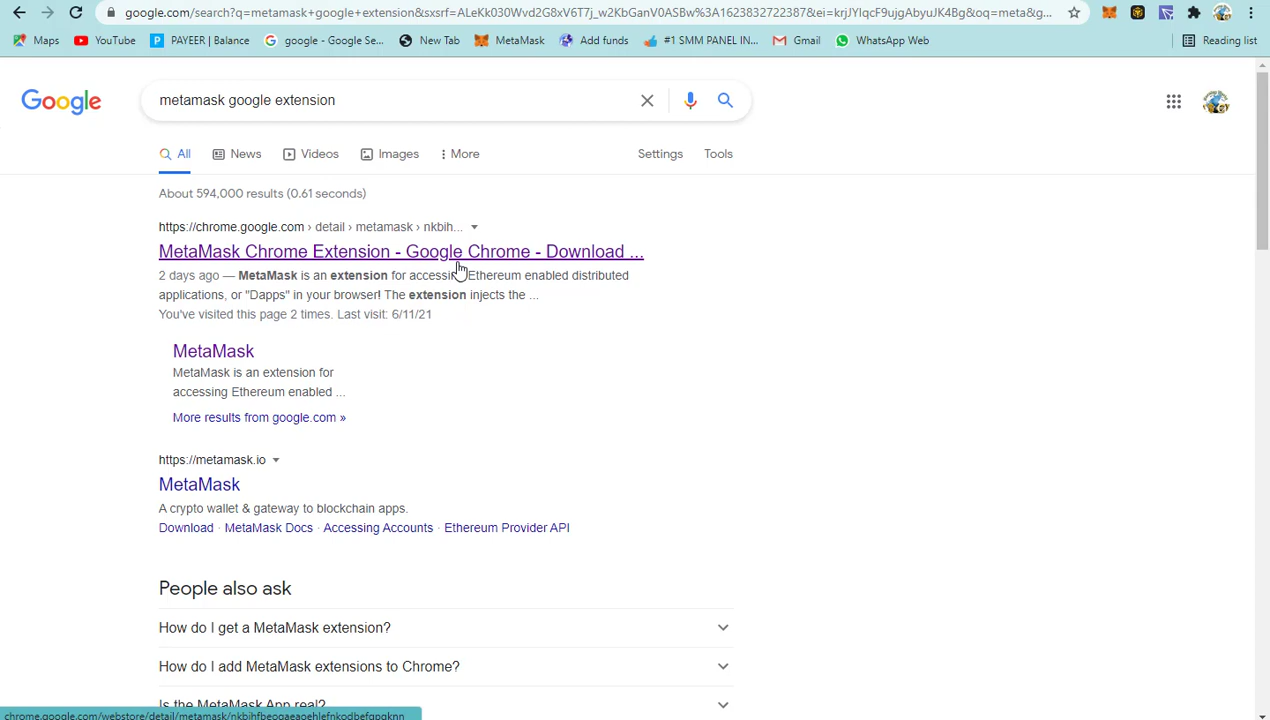 google.com/search?q=metamask+google+extension&sxsrf=ALeKk030Wvd2G8xV6T7j_w2KbGanV0ASBw%3A1623832722387&ei=krjJYIqcF9ujgAbyuJK4Bg&oq=meta&g...
Maps YouTube PAYEER | Balance google - Google Se... New Tab MetaMask Add funds #1 SMM PANEL IN... Gmail WhatsApp Web Reading list
Google metamask google extension
All News Videos Images More Settings Tools
About 594,000 results (0.61 seconds)
https://chrome.google.com › detail › metamask › nkbih...
MetaMask Chrome Extension - Google Chrome - Download ...
2 days ago — MetaMask is an extension for accessing Ethereum enabled distributed
applications, or "Dapps" in your browser! The extension injects the ...
You've visited this page 2 times. Last visit: 6/11/21
MetaMask
MetaMask is an extension for
accessing Ethereum enabled ...
More results from google.com »
https://metamask.io
MetaMask
A crypto wallet & gateway to blockchain apps.
Download · MetaMask Docs · Accessing Accounts · Ethereum Provider API
People also ask
How do I get a MetaMask extension?
How do I add MetaMask extensions to Chrome?
Is the MetaMask App real?
chrome.google.com/webstore/detail/metamask/nkbihfbeogaeaoehlefnkodbefgpgknn